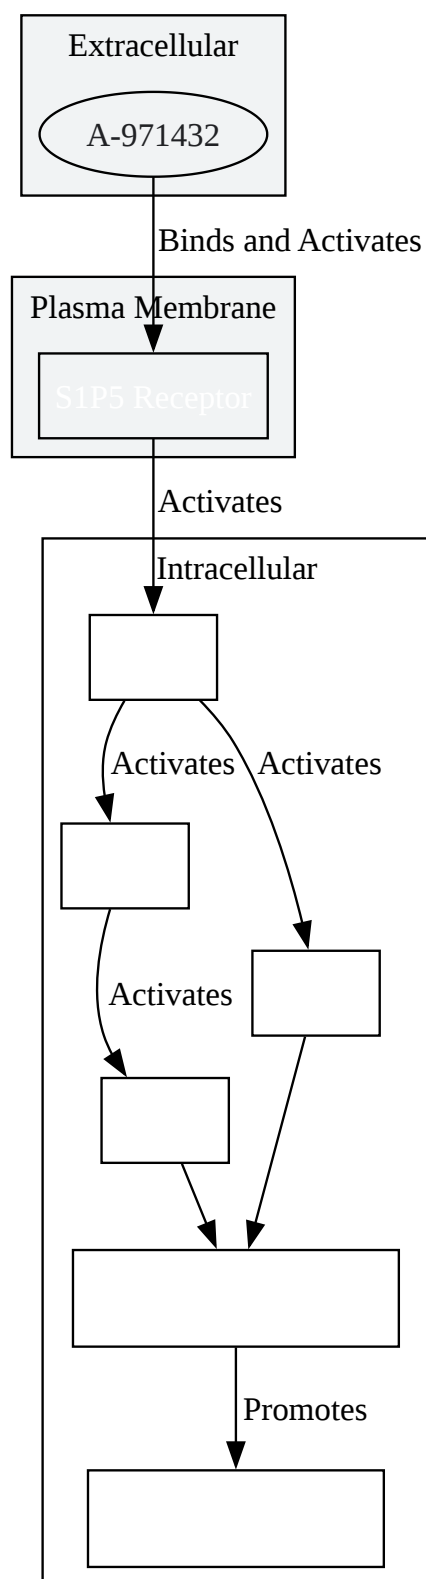 Extracellular
A-971432
Binds and Activates
Plasma Membrane
S1P5 Receptor
Activates
Intracellular
Activates
Activates
Activates
Promotes